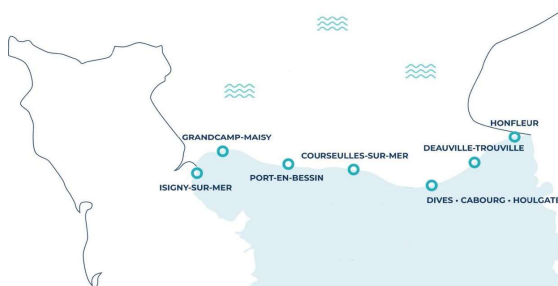 HONFLEUR
GRANDCAMP-MAISY
DEAUVILLE-TROUVILLE
COURSEULLES-SUR-MER
PORT-EN-BESSIN
ISIGNY-SUR-MER
DIVES • CABOURG • HOULGATE